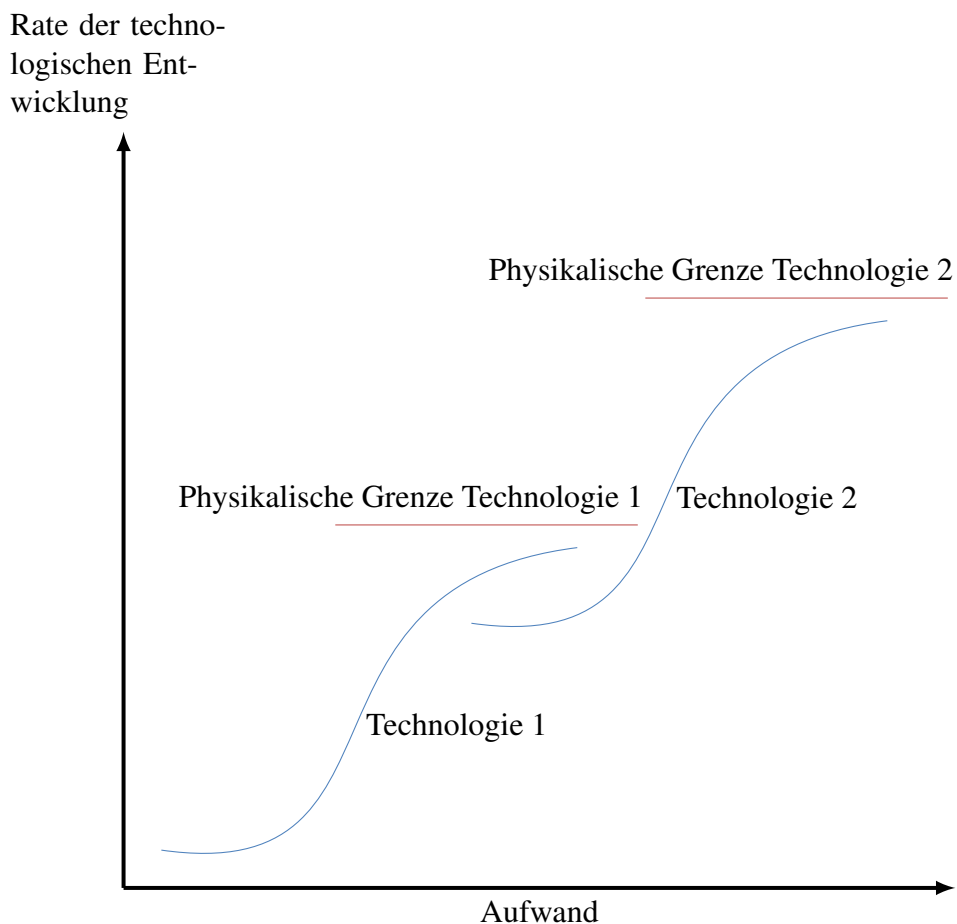 Rate der techno-
logischen Ent-
wicklung
Physikalische Grenze Technologie 2
Physikalische Grenze Technologie 1
Technologie 2
Technologie 1
Aufwand